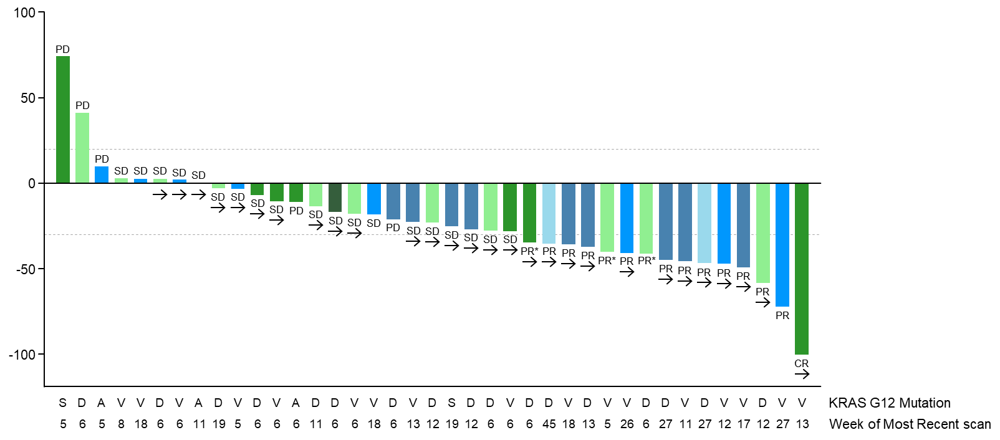 100
50
0
-50
-100
PD
PD
PD
SD
SD
SD
SD
SD
SD
SD
SD
SD
PD
SD
SD
SD
SD
PD
SD
SD
SD
SD
SD
SD
PR*
PR
PR
PR
PR*
PR
PR*
PR
PR
PR
PR
PR
PR
PR
CR
S D A V V D V A D V D V A D D V V D V D S D D V D D V D V V D D V D V V D V V KRAS G12 Mutation
5 6 5 8 18 6 6 11 19 5 6 6 6 11 6 6 18 6 13 12 19 12 6 6 6 45 18 13 5 26 6 27 11 27 12 17 12 27 13 Week of Most Recent scan